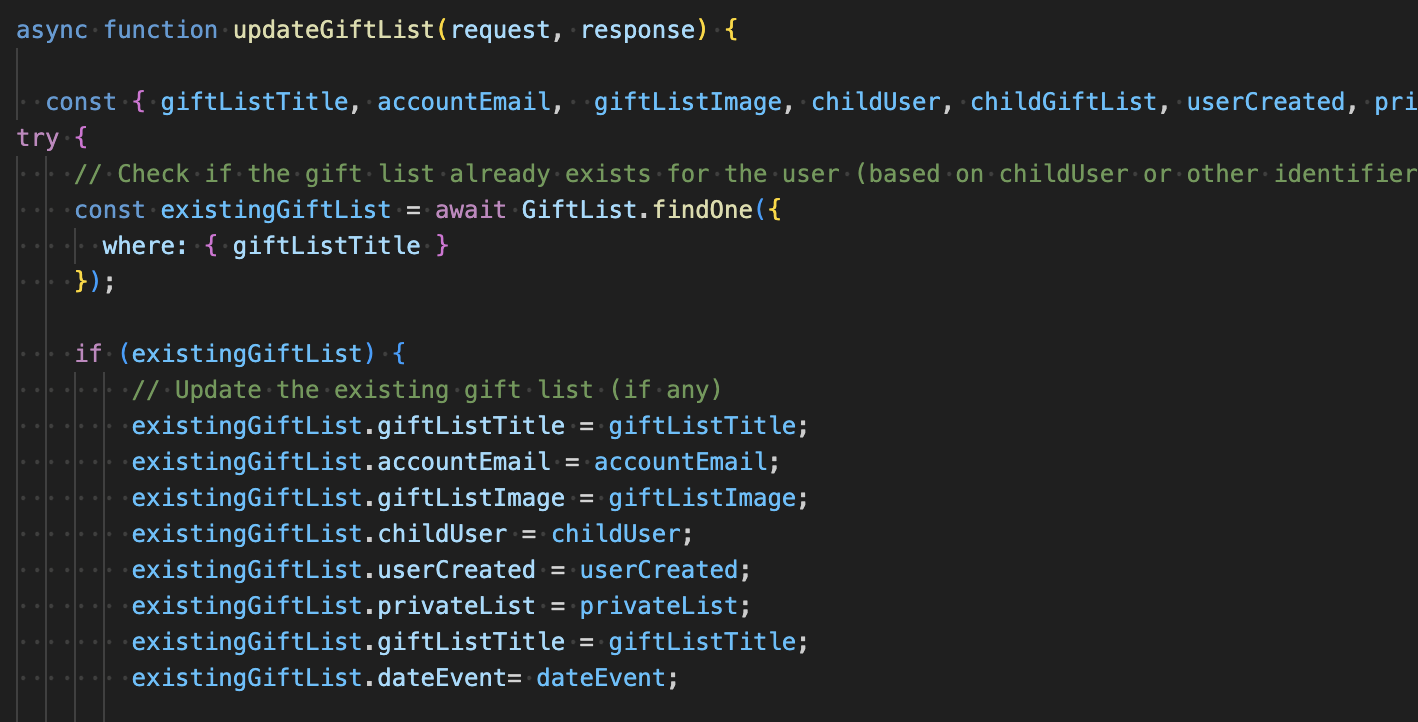 async function updateGiftList(request, response) {
const { giftListTitle, accountEmail,  giftListImage, childUser, childGiftList, userCreated, pri
try {
// Check if the gift list already exists for the user (based on childUser or other identifier
const existingGiftList = await GiftList.findOne({
where: { giftListTitle }
});
if (existingGiftList) {
// Update the existing gift list (if any)
existingGiftList.giftListTitle = giftListTitle;
existingGiftList.accountEmail = accountEmail;
existingGiftList.giftListImage = giftListImage;
existingGiftList.childUser = childUser;
existingGiftList.userCreated = userCreated;
existingGiftList.privateList = privateList;
existingGiftList.giftListTitle = giftListTitle;
existingGiftList.dateEvent= dateEvent;